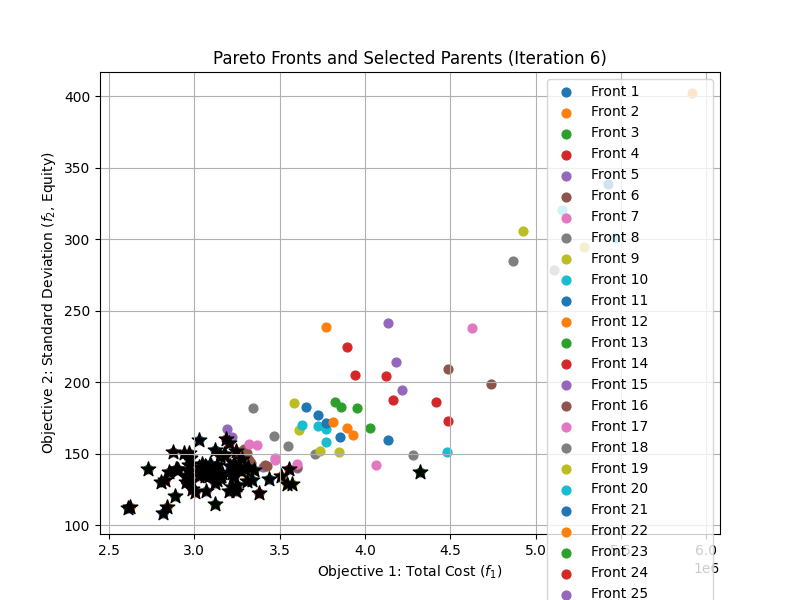 Pareto Fronts and Selected Parents (Iteration 6)
Objective 2: Standard Deviation (f₂, Equity)
400
350
300
250
200
150
100
2.5
3.0
3.5
4.0
4.5
5.0
6.0
1e6
Objective 1: Total Cost (f₁)
Front 1
Front 2
Front 3
Front 4
Front 5
Front 6
Front 7
Front 8
Front 9
Front 10
Front 11
Front 12
Front 13
Front 14
Front 15
Front 16
Front 17
Front 18
Front 19
Front 20
Front 21
Front 22
Front 23
Front 24
Front 25